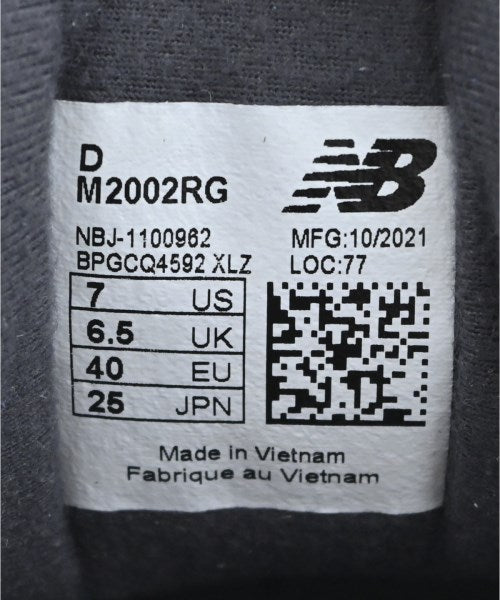 D
M2002RG
NB
NBJ-1100962
MFG:10/2021
BPGCQ4592 XLZ
LOC:77
7 US
6.5 UK
40 EU
25 JPN
Made in Vietnam
Fabrique au Vietnam